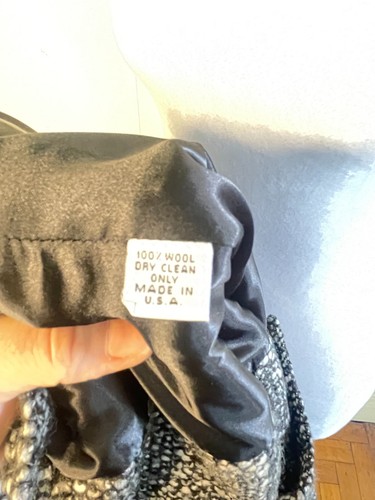 100% WOOL
DRY CLEAN
ONLY
MADE IN
U.S.A.